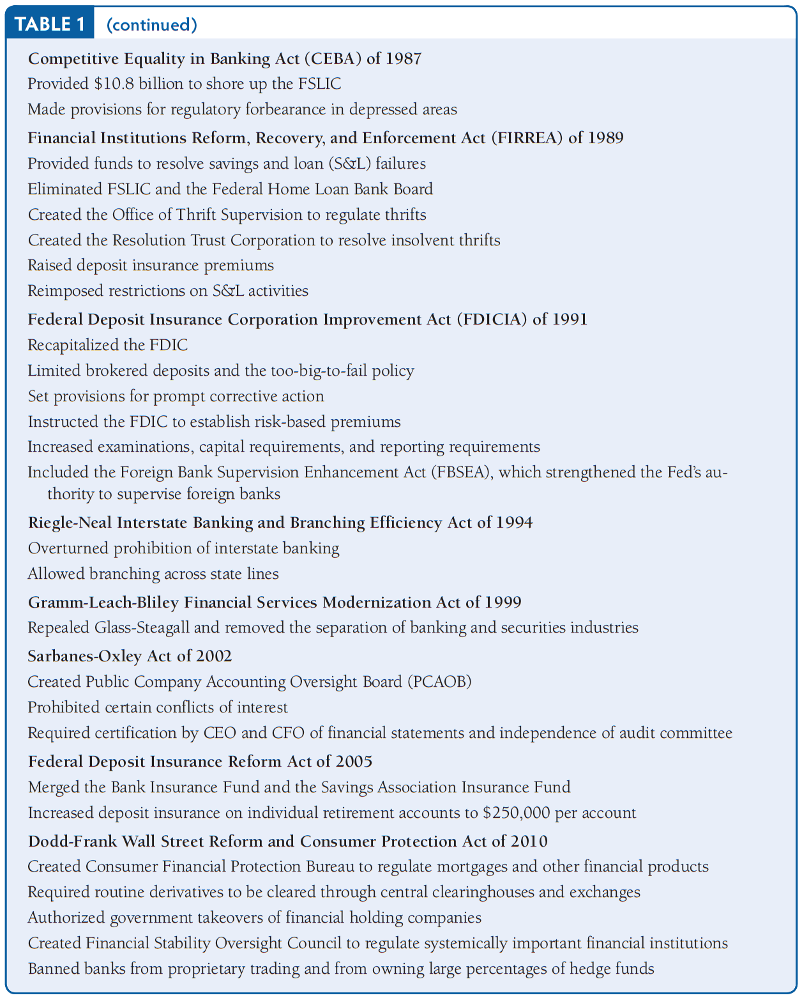 TABLE 1 (continued)
Competitive Equality in Banking Act (CEBA) of 1987
Provided $10.8 billion to shore up the FSLIC
Made provisions for regulatory forbearance in depressed areas
Financial Institutions Reform, Recovery, and Enforcement Act (FIRREA) of 1989
Provided funds to resolve savings and loan (S&L) failures
Eliminated FSLIC and the Federal Home Loan Bank Board
Created the Office of Thrift Supervision to regulate thrifts
Created the Resolution Trust Corporation to resolve insolvent thrifts
Raised deposit insurance premiums
Reimposed restrictions on S&L activities
Federal Deposit Insurance Corporation Improvement Act (FDICIA) of 1991
Recapitalized the FDIC
Limited brokered deposits and the too-big-to-fail policy
Set provisions for prompt corrective action
Instructed the FDIC to establish risk-based premiums
Increased examinations, capital requirements, and reporting requirements
Included the Foreign Bank Supervision Enhancement Act (FBSEA), which strengthened the Fed's au-
thority to supervise foreign banks
Riegle-Neal Interstate Banking and Branching Efficiency Act of 1994
Overturned prohibition of interstate banking
Allowed branching across state lines
Gramm-Leach-Bliley Financial Services Modernization Act of 1999
Repealed Glass-Steagall and removed the separation of banking and securities industries
Sarbanes-Oxley Act of 2002
Created Public Company Accounting Oversight Board (PCAOB)
Prohibited certain conflicts of interest
Required certification by CEO and CFO of financial statements and independence of audit committee
Federal Deposit Insurance Reform Act of 2005
Merged the Bank Insurance Fund and the Savings Association Insurance Fund
Increased deposit insurance on individual retirement accounts to $250,000 per account
Dodd-Frank Wall Street Reform and Consumer Protection Act of 2010
Created Consumer Financial Protection Bureau to regulate mortgages and other financial products
Required routine derivatives to be cleared through central clearinghouses and exchanges
Authorized government takeovers of financial holding companies
Created Financial Stability Oversight Council to regulate systemically important financial institutions
Banned banks from proprietary trading and from owning large percentages of hedge funds